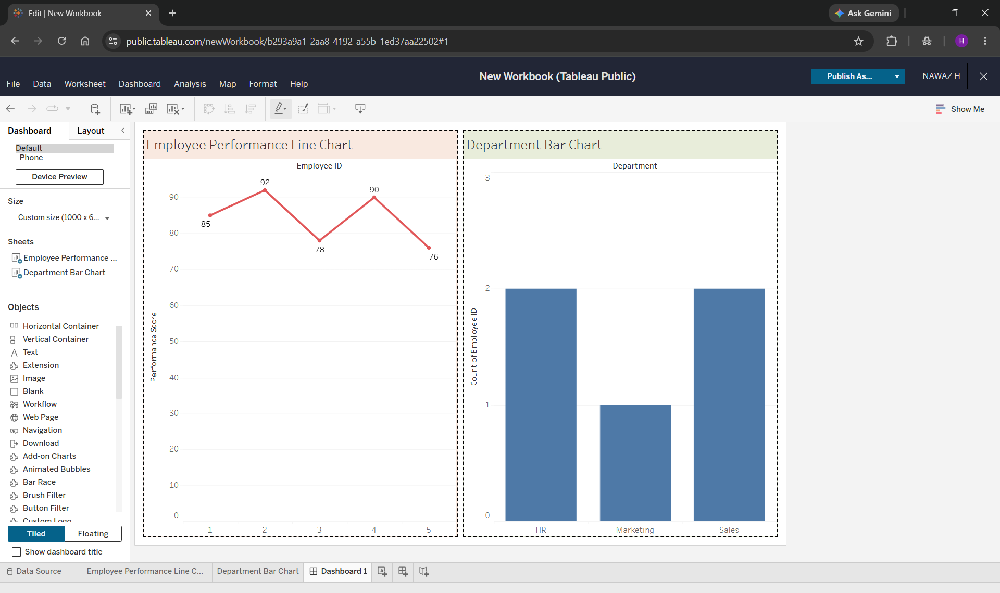 Edit | New Workbook
Ask Gemini
public.tableau.com/newWorkbook/b293a9a1-2aa8-4192-a55b-1ed37aa22502#1
H
File Data Worksheet Dashboard Analysis Map Format Help
New Workbook (Tableau Public)
Publish As...
NAWAZ H
Show Me
Dashboard
Layout
Default
Phone
Device Preview
Size
Custom size (1000 x 6...
Sheets
Employee Performance ...
Department Bar Chart
Objects
Horizontal Container
Vertical Container
Text
Extension
Image
Blank
Workflow
Web Page
Navigation
Download
Add-on Charts
Animated Bubbles
Bar Race
Brush Filter
Button Filter
Custom Logo
Tiled
Floating
Show dashboard title
Employee Performance Line Chart
Employee ID
Performance Score
90
80
70
60
50
40
30
20
10
0
85
92
78
90
76
1 2 3 4 5
Department Bar Chart
Department
Count of Employee ID
3
2
1
0
HR Marketing Sales
Data Source
Employee Performance Line C...
Department Bar Chart
Dashboard 1